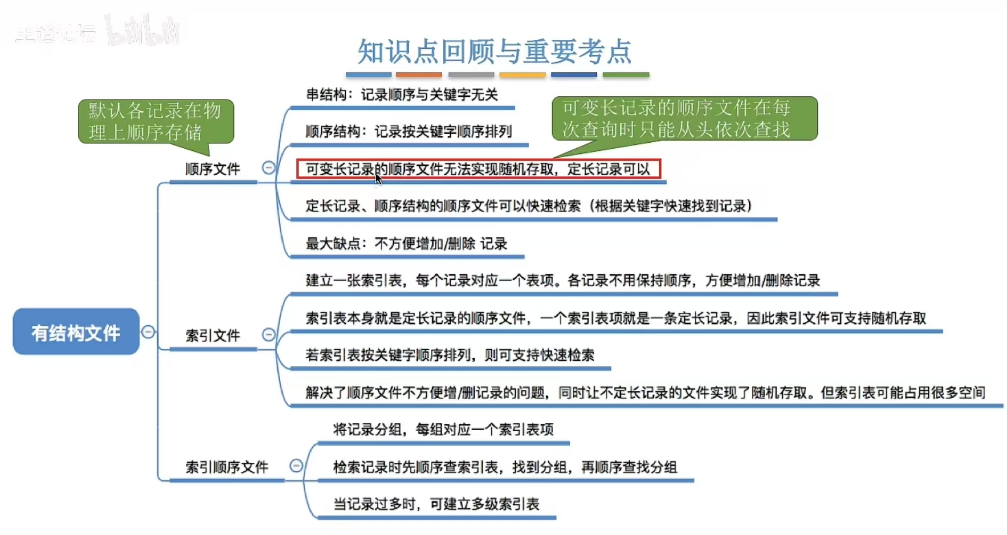 bilibili
知识点回顾与重要考点
默认各记录在物
理上顺序存储
可变长记录的顺序文件在每
次查询时只能从头依次查找
有结构文件
顺序文件
串结构：记录顺序与关键字无关
顺序结构：记录按关键字顺序排列
可变长记录的顺序文件无法实现随机存取，定长记录可以
定长记录、顺序结构的顺序文件可以快速检索（根据关键字快速找到记录）
最大缺点：不方便增加/删除 记录
索引文件
建立一张索引表，每个记录对应一个表项。各记录不用保持顺序，方便增加/删除记录
索引表本身就是定长记录的顺序文件，一个索引表项就是一条定长记录，因此索引文件可支持随机存取
若索引表按关键字顺序排列，则可支持快速检索
解决了顺序文件不方便增/删记录的问题，同时让不定长记录的文件实现了随机存取。但索引表可能占用很多空间
索引顺序文件
将记录分组，每组对应一个索引表项
检索记录时先顺序查索引表，找到分组，再顺序查找分组
当记录过多时，可建立多级索引表